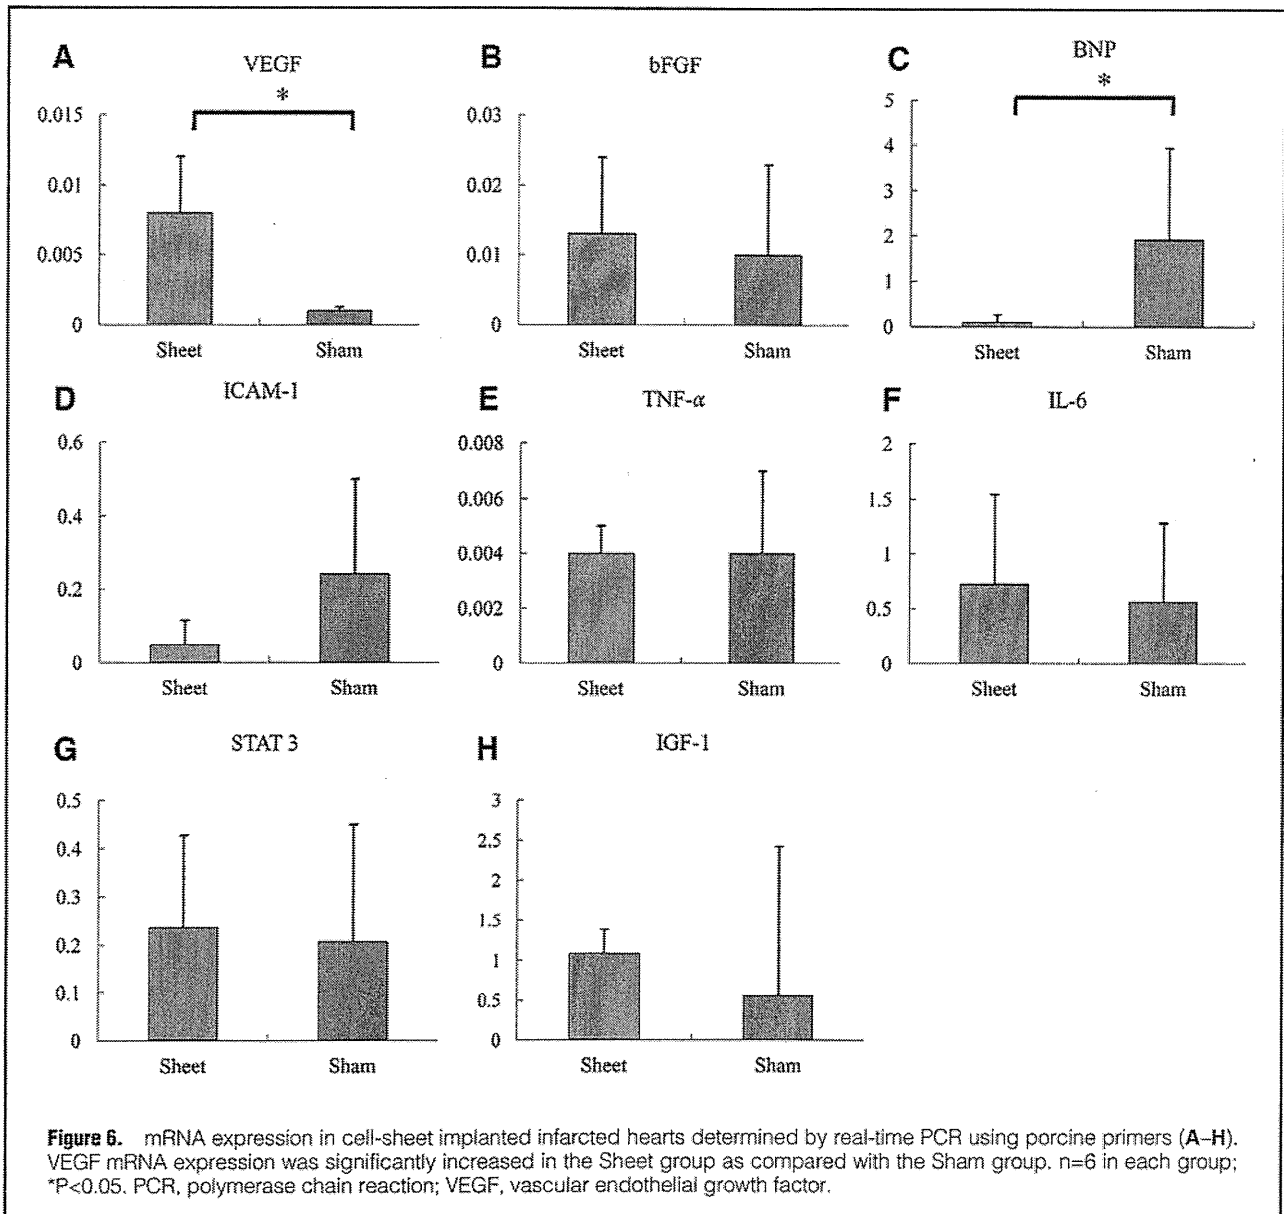 A
VEGF
*
0.015
0.01
0.005
0
Sheet
Sham
B
bFGF
0.03
0.02
0.01
0
Sheet
Sham
C
BNP
*
5
4
3
2
1
0
Sheet
Sham
D
ICAM-1
0.6
0.4
0.2
0
Sheet
Sham
E
TNF-α
0.008
0.006
0.004
0.002
0
Sheet
Sham
F
IL-6
2
1.5
1
0.5
0
Sheet
Sham
G
STAT 3
0.5
0.4
0.3
0.2
0.1
0
Sheet
Sham
H
IGF-1
3
2.5
2
1.5
1
0.5
0
Sheet
Sham
Figure 6. mRNA expression in cell-sheet implanted infarcted hearts determined by real-time PCR using porcine primers (A–H).
VEGF mRNA expression was significantly increased in the Sheet group as compared with the Sham group. n=6 in each group;
*P<0.05. PCR, polymerase chain reaction; VEGF, vascular endothelial growth factor.